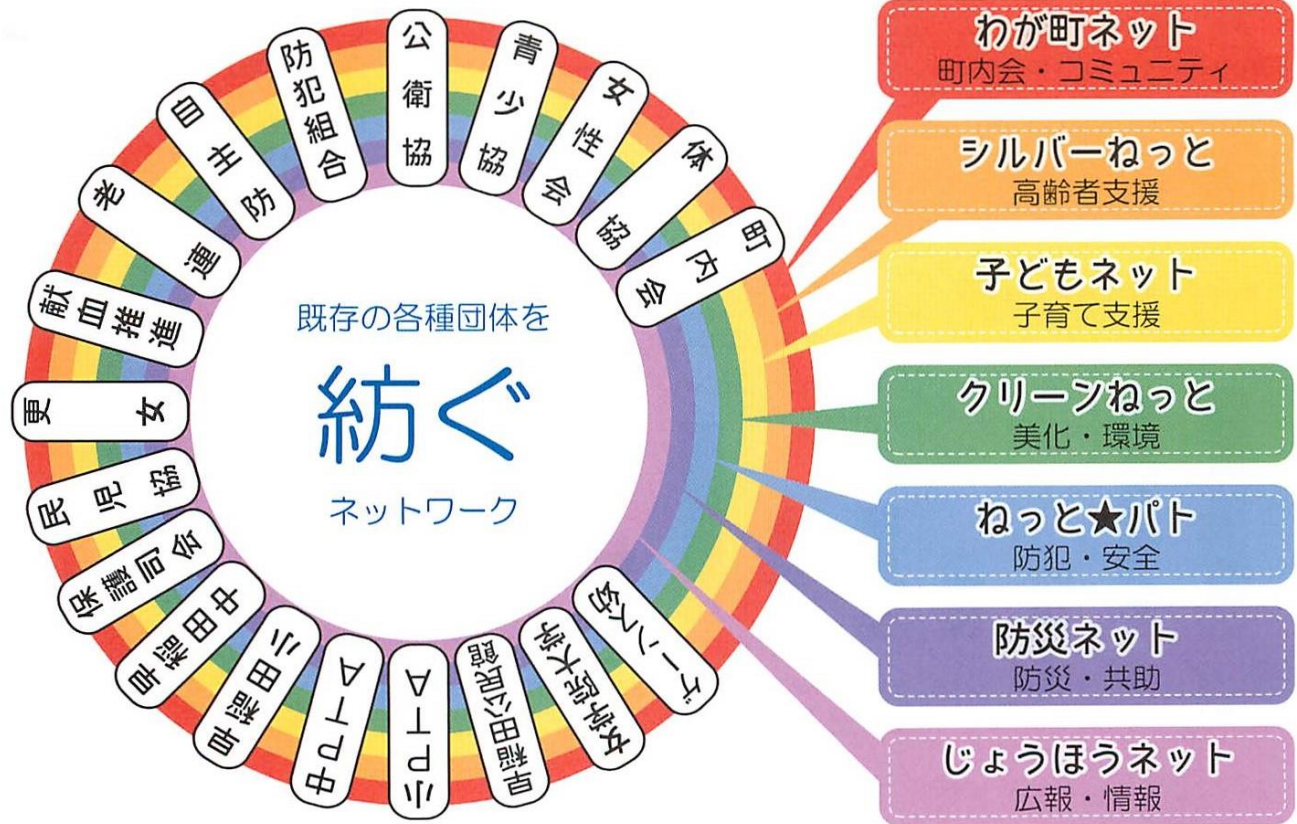 公衛協
青少協
女性会
体協
町内会
防犯組合
自主防
老連
献血推進
更女
民児協
保護司会
早稲田中
早稲田小
中PTA
小PTA
早稲田公民館
女学院大学
既存の各種団体を
紡ぐ
ネットワーク
わが町ネット
町内会・コミュニティ
シルバーねっと
高齢者支援
子どもネット
子育て支援
クリーンねっと
美化・環境
ねっと★パト
防犯・安全
防災ネット
防災・共助
じょうほうネット
広報・情報